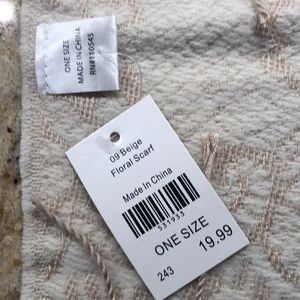 ONE SIZE
MADE IN CHINA
RN#110545
09 Beige
Floral Scarf
Made In China
531933
ONE SIZE
19.99
243